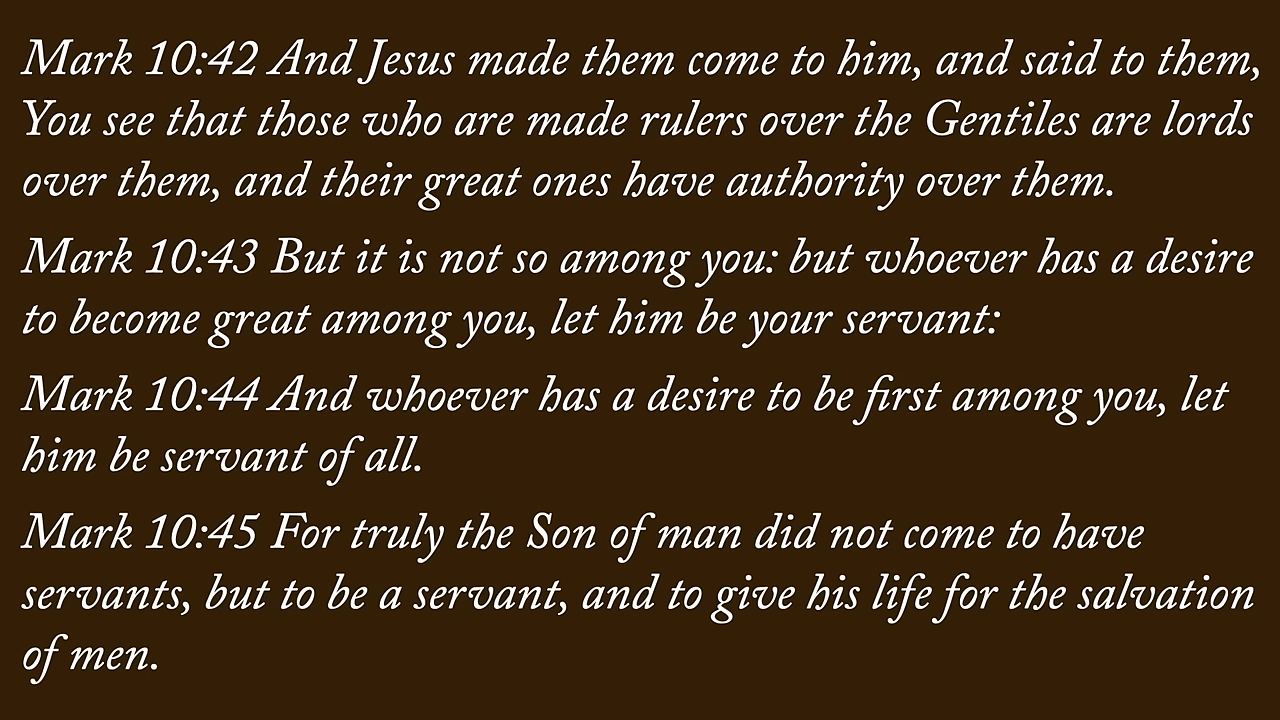 Mark 10:42 And Jesus made them come to him, and said to them,
You see that those who are made rulers over the Gentiles are lords
over them, and their great ones have authority over them.
Mark 10:43 But it is not so among you: but whoever has a desire
to become great among you, let him be your servant:
Mark 10:44 And whoever has a desire to be first among you, let
him be servant of all.
Mark 10:45 For truly the Son of man did not come to have
servants, but to be a servant, and to give his life for the salvation
of men.